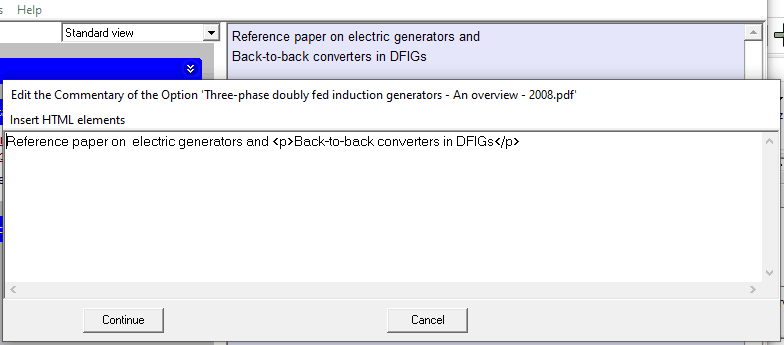 Help
Standard view
Reference paper on electric generators and
Back-to-back converters in DFIGs
Edit the Commentary of the Option 'Three-phase doubly fed induction generators - An overview - 2008.pdf'
Insert HTML elements
Reference paper on  electric generators and <p>Back-to-back converters in DFIGs</p>
Continue
Cancel